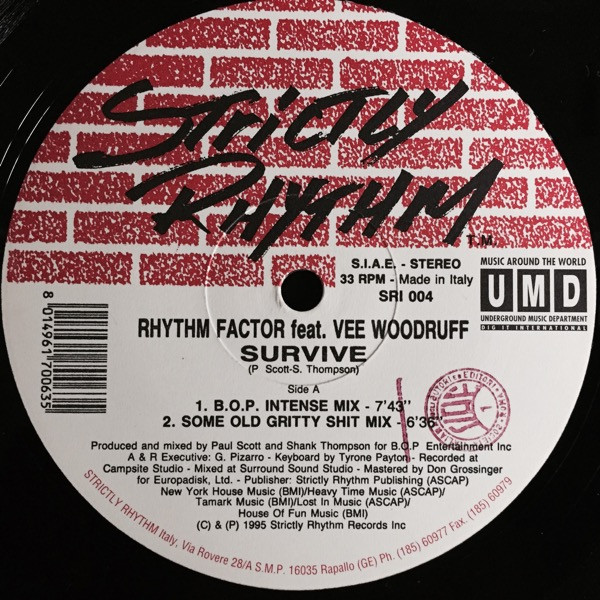 STRICTLY
RHYTHM
T.M.
S.I.A.E. - STEREO
33 RPM - Made in Italy
SRI 004
MUSIC AROUND THE WORLD
UMD
UNDERGROUND MUSIC DEPARTMENT
DIG IT INTERNATIONAL
8 014961 700635
RHYTHM FACTOR feat. VEE WOODRUFF
SURVIVE
(P Scott-S. Thompson)
Side A
1. B.O.P. INTENSE MIX - 7'43''
2. SOME OLD GRITTY SHIT MIX - 6'36''
Produced and mixed by Paul Scott and Shank Thompson for B.O.P Entertainment Inc
A & R Executive: G. Pizarro - Keyboard by Tyrone Payton - Recorded at
Campsite Studio - Mixed at Surround Sound Studio - Mastered by Don Grossinger
for Europadisk, Ltd. - Publisher: Strictly Rhythm Publishing (ASCAP)
New York House Music (BMI)/Heavy Time Music (ASCAP)/
Tamark Music (BMI)/Lost In Music (ASCAP)/
House Of Fun Music (BMI)
(C) & (P) 1995 Strictly Rhythm Records Inc
STRICTLY RHYTHM Italy, Via Rovere 28/A S.M.P. 16035 Rapallo (GE) Ph. (185) 60977 Fax. (185) 60979